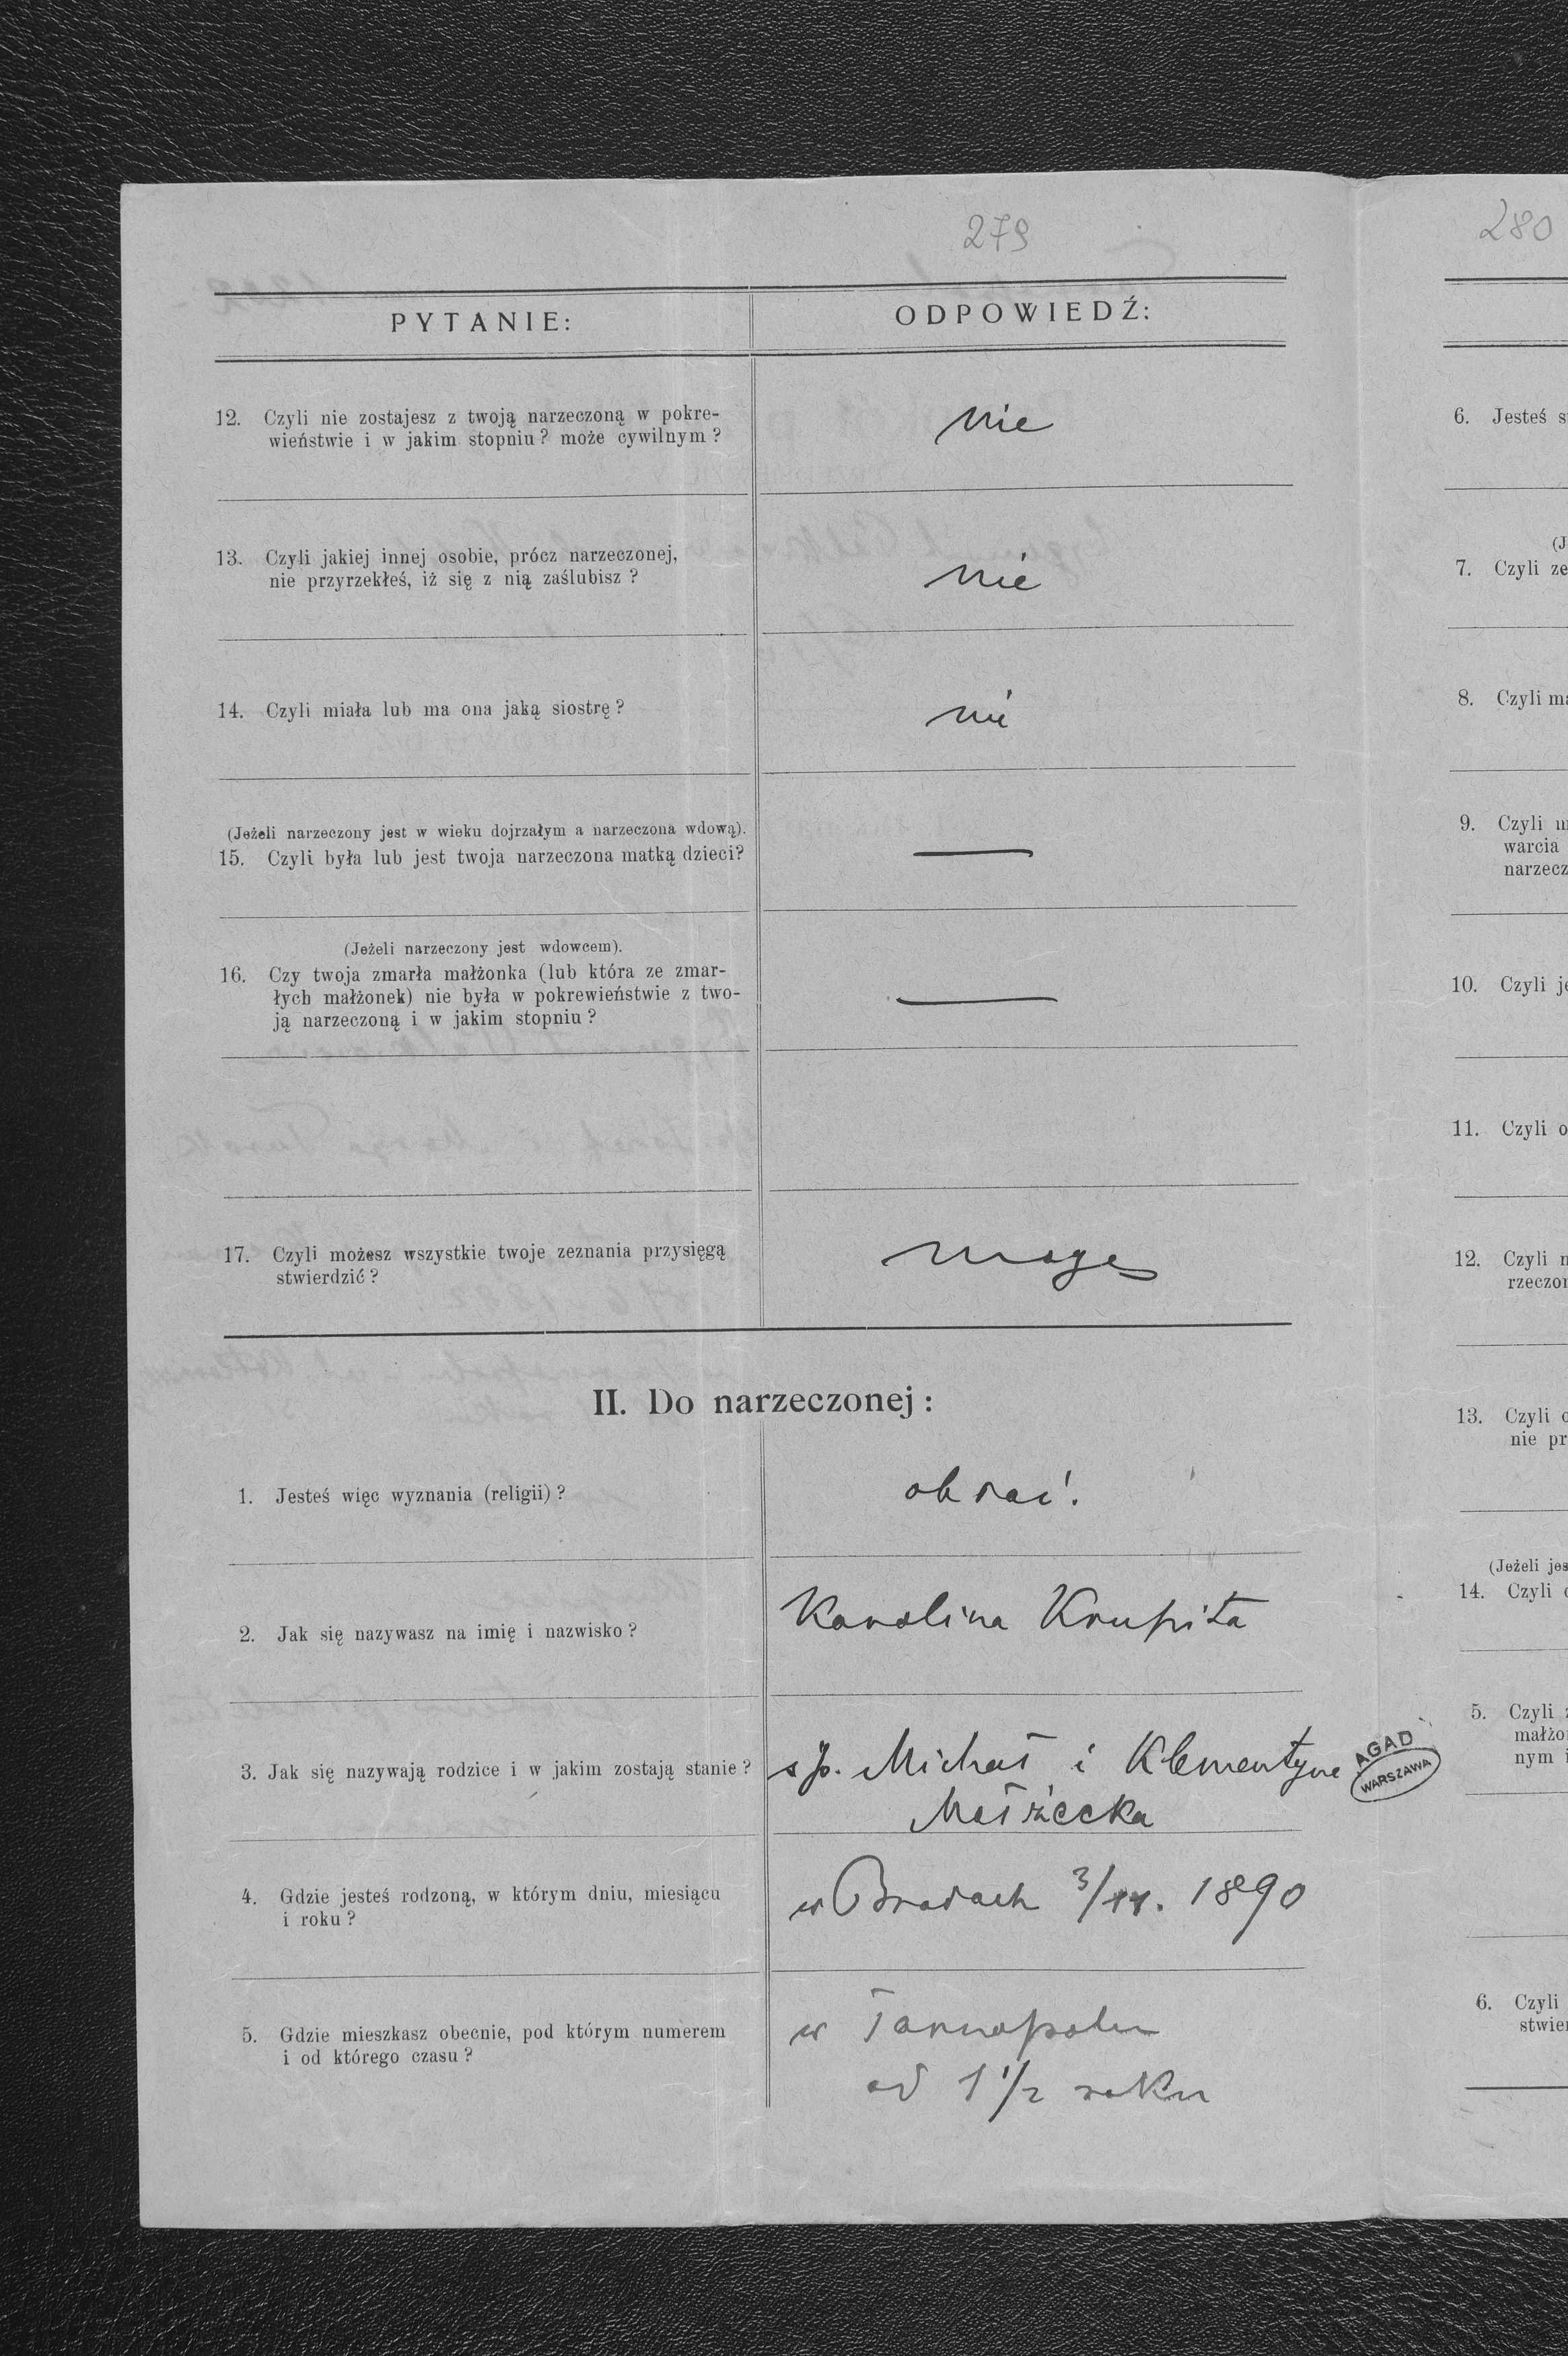 279
PYTANIE:
ODPOWIEDŹ:
12. Czyli nie zostajesz z twoją narzeczoną w pokre-
wieństwie i w jakim stopniu? może cywilnym?
nie
13. Czyli jakiej innej osobie, prócz narzeczonej,
nie przyrzekłeś, iż się z nią zaślubisz?
nie
14. Czyli miała lub ma ona jaką siostrę?
nie
(Jeżeli narzeczony jest w wieku dojrzałym a narzeczona wdową).
15. Czyli była lub jest twoja narzeczona matką dzieci?
—
(Jeżeli narzeczony jest wdowcem).
16. Czy twoja zmarła małżonka (lub która ze zmar-
łych małżonek) nie była w pokrewieństwie z two-
ją narzeczoną i w jakim stopniu?
—
17. Czyli możesz wszystkie twoje zeznania przysięgą
stwierdzić?
mogę
II. Do narzeczonej:
1. Jesteś więc wyznania (religii)?
ob. łać.
2. Jak się nazywasz na imię i nazwisko?
Karolina Krupita
3. Jak się nazywają rodzice i w jakim zostają stanie?
śp. Michał i Klementyna
4. Gdzie jesteś rodzoną, w którym dniu, miesiącu
i roku?
w Brodach 3/11. 1890
5. Gdzie mieszkasz obecnie, pod którym numerem
i od którego czasu?
w Tarnopolu
od 1 1/2 roku
AGAD
WARSZAWA
280
6. Jesteś s
(J
7. Czyli ze
8. Czyli ma
9. Czyli
warcia
narzecz
10. Czyli je
11. Czyli o
12. Czyli
rzeczon
13. Czyli o
nie pr
(Jeżeli jes
14. Czyli
5. Czyli z
małżon
nym i
6. Czyli
stwier